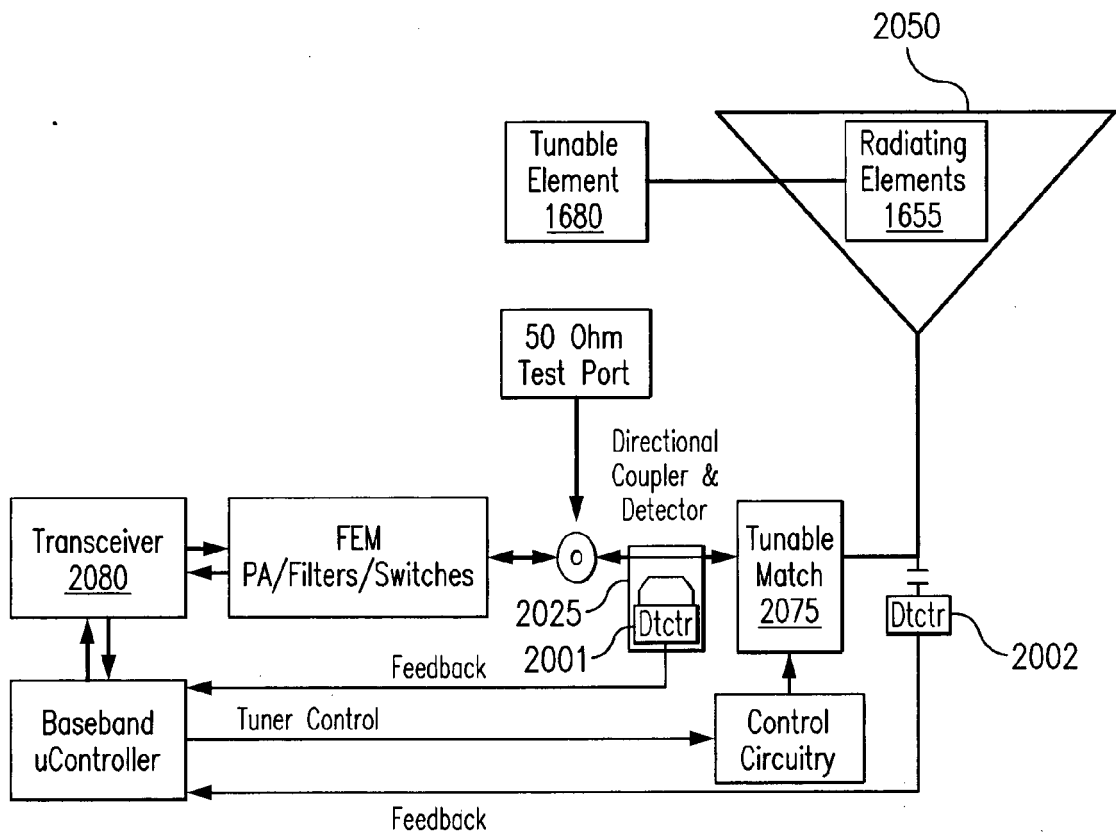 2050
Tunable
Element
1680
Radiating
Elements
1655
50 Ohm
Test Port
Directional
Coupler &
Detector
Transceiver
2080
FEM
PA/Filters/Switches
Tunable
Match
2075
2025
Dtctr
2001
Dtctr
2002
Feedback
Baseband
uController
Tuner Control
Control
Circuitry
Feedback